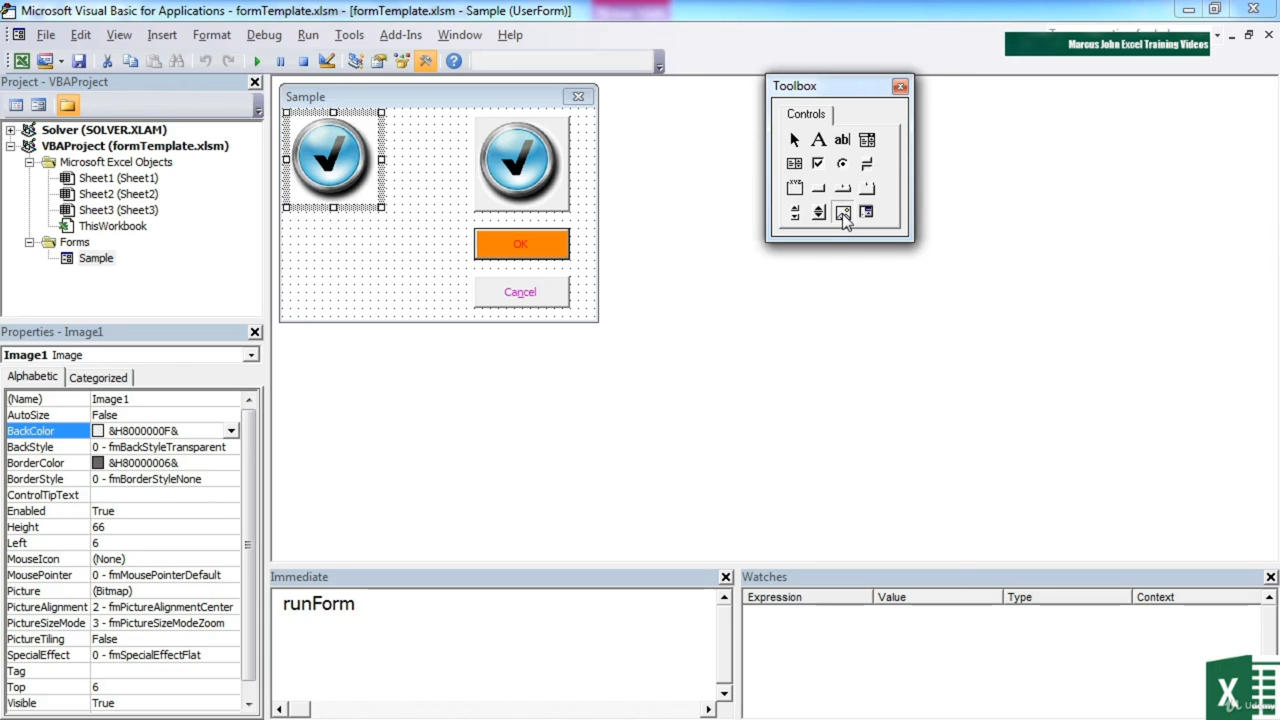 Microsoft Visual Basic for Applications - formTemplate.xlsm - [formTemplate.xlsm - Sample (UserForm)]
File Edit View Insert Format Debug Run Tools Add-Ins Window Help
Marcus John Excel Training Videos
Project - VBAProject
Solver (SOLVER.XLAM)
VBAProject (formTemplate.xlsm)
Microsoft Excel Objects
Sheet1 (Sheet1)
Sheet2 (Sheet2)
Sheet3 (Sheet3)
ThisWorkbook
Forms
Sample
Properties - Image1
Image1 Image
Alphabetic Categorized
(Name) Image1
AutoSize False
BackColor &H8000000F&
BackStyle 0 - fmBackStyleTransparent
BorderColor &H80000006&
BorderStyle 0 - fmBorderStyleNone
ControlTipText
Enabled True
Height 66
Left 6
MouseIcon (None)
MousePointer 0 - fmMousePointerDefault
Picture (Bitmap)
PictureAlignment 2 - fmPictureAlignmentCenter
PictureSizeMode 3 - fmPictureSizeModeZoom
PictureTiling False
SpecialEffect 0 - fmSpecialEffectFlat
Tag
Top 6
Visible True
Sample
OK
Cancel
Toolbox
Controls
A ab|
XYZ
Immediate
runForm
Watches
Expression Value Type Context
X
Udemy